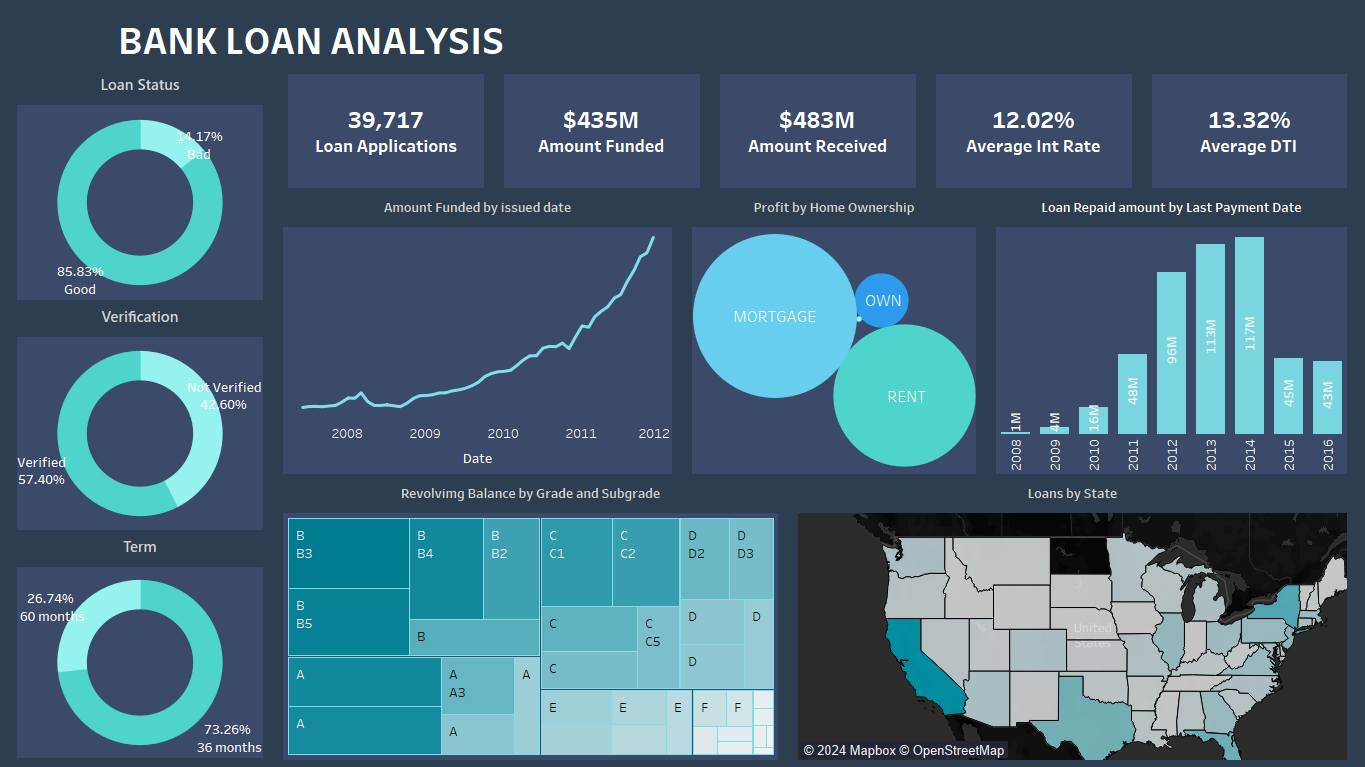 BANK LOAN ANALYSIS
Loan Status
14.17%
Bad
85.83%
Good
Verification
Not Verified
42.60%
Verified
57.40%
Term
26.74%
60 months
73.26%
36 months
39,717
Loan Applications
$435M
Amount Funded
$483M
Amount Received
12.02%
Average Int Rate
13.32%
Average DTI
Amount Funded by issued date
2008 2009 2010 2011 2012
Date
Profit by Home Ownership
MORTGAGE
OWN
RENT
Loan Repaid amount by Last Payment Date
1M 4M 16M 48M 96M 113M 117M 45M 43M
2008 2009 2010 2011 2012 2013 2014 2015 2016
Revolvimg Balance by Grade and Subgrade
B
B3
B
B4
B
B2
B
B5
B
A
A
A3
A
A
A
C
C1
C
C2
C
C
C5
C
D
D2
D
D3
D
D
D
E
E
E
F
F
Loans by State
United
States
© 2024 Mapbox © OpenStreetMap